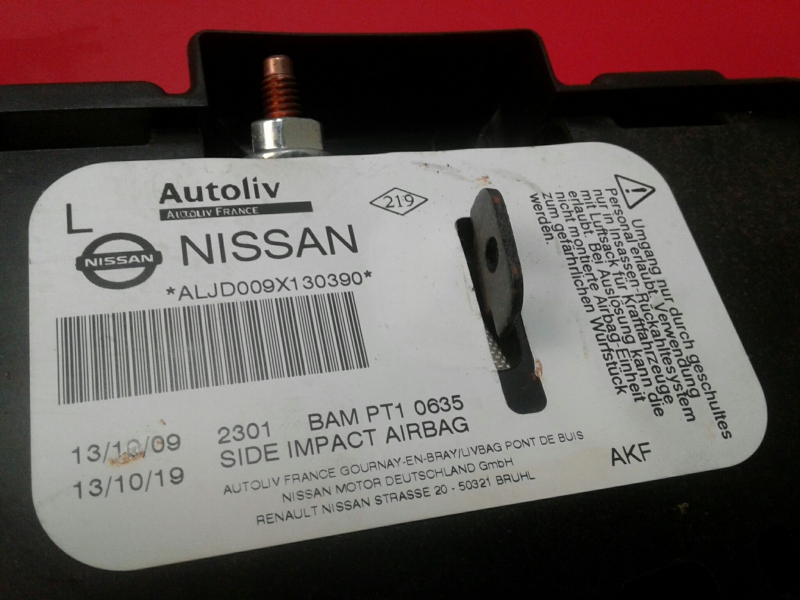 L
Autoliv
AUTOLIV FRANCE
219
NISSAN
NISSAN
*ALJD009X130390*
13/10/09 2301 BAM PT1 0635
13/10/19 SIDE IMPACT AIRBAG
AUTOLIV FRANCE GOURNAY-EN-BRAY/LIVBAG PONT DE BUIS
NISSAN MOTOR DEUTSCHLAND GmbH
RENAULT NISSAN STRASSE 20 - 50321 BRUHL
AKF
Umgang nur durch geschultes
Personal erlaubt. Verwendung
nur in Insassen-Rückhaltesystem
mit Luftsack für Kraftfahrzeuge
erlaubt. Bei Auslösung kann die
nicht montierte Airbag-Einheit
zum gefährlichen Wurfstück
werden.